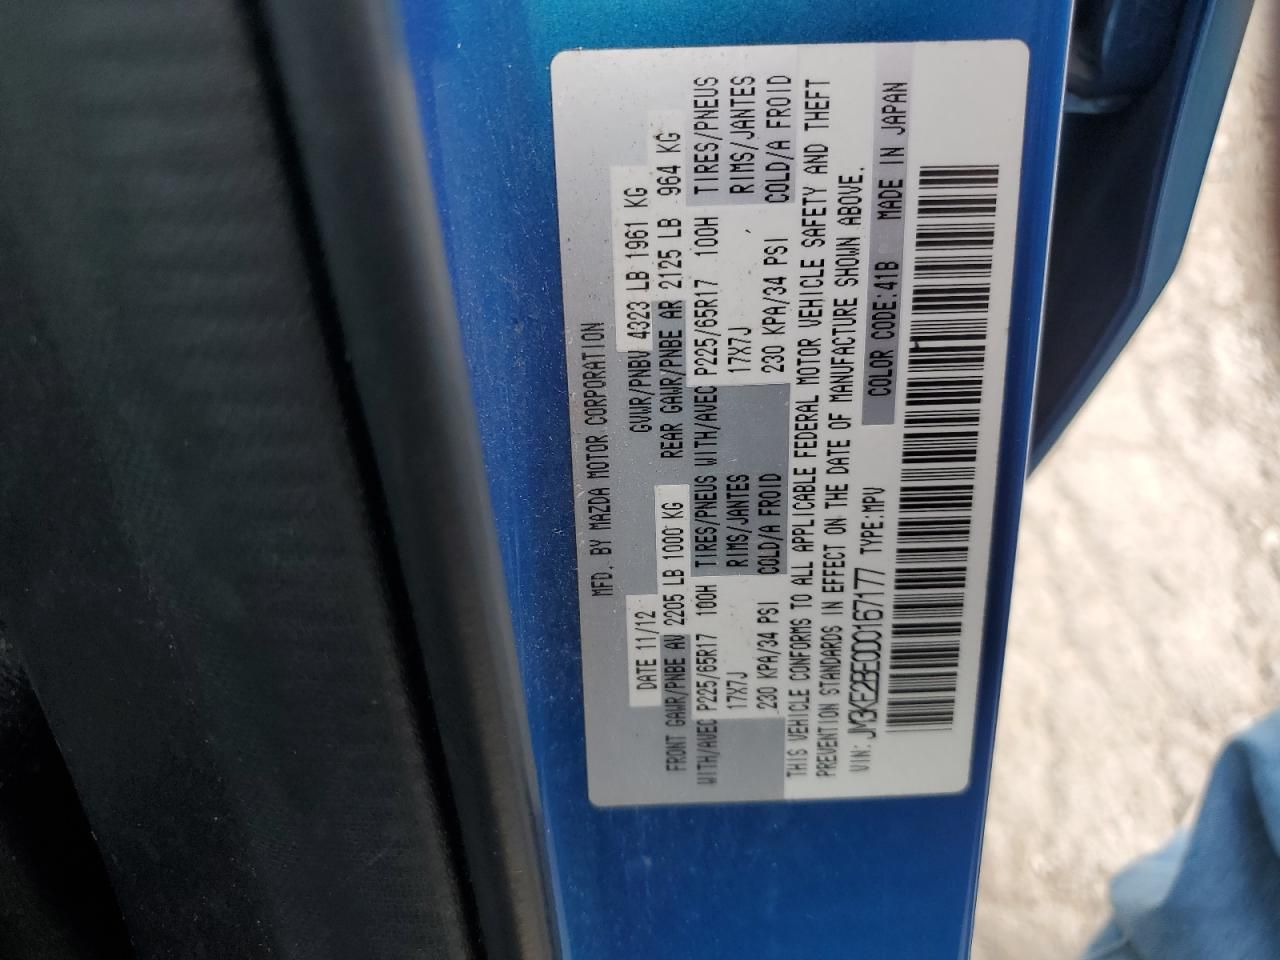 MFD. BY MAZDA MOTOR CORPORATION
DATE 11/12 GVWR/PNBV 4323 LB 1961 KG
FRONT GAWR/PNBE AV 2205 LB 1000 KG REAR GAWR/PNBE AR 2125 LB 964 KG
WITH/AVEC P225/65R17 100H TIRES/PNEUS WITH/AVEC P225/65R17 100H TIRES/PNEUS
17X7J RIMS/JANTES 17X7J RIMS/JANTES
230 KPA/34 PSI COLD/A FROID 230 KPA/34 PSI COLD/A FROID
THIS VEHICLE CONFORMS TO ALL APPLICABLE FEDERAL MOTOR VEHICLE SAFETY AND THEFT
PREVENTION STANDARDS IN EFFECT ON THE DATE OF MANUFACTURE SHOWN ABOVE.
VIN: JM3KE2BE0D0167177 TYPE:MPV COLOR CODE:41B MADE IN JAPAN